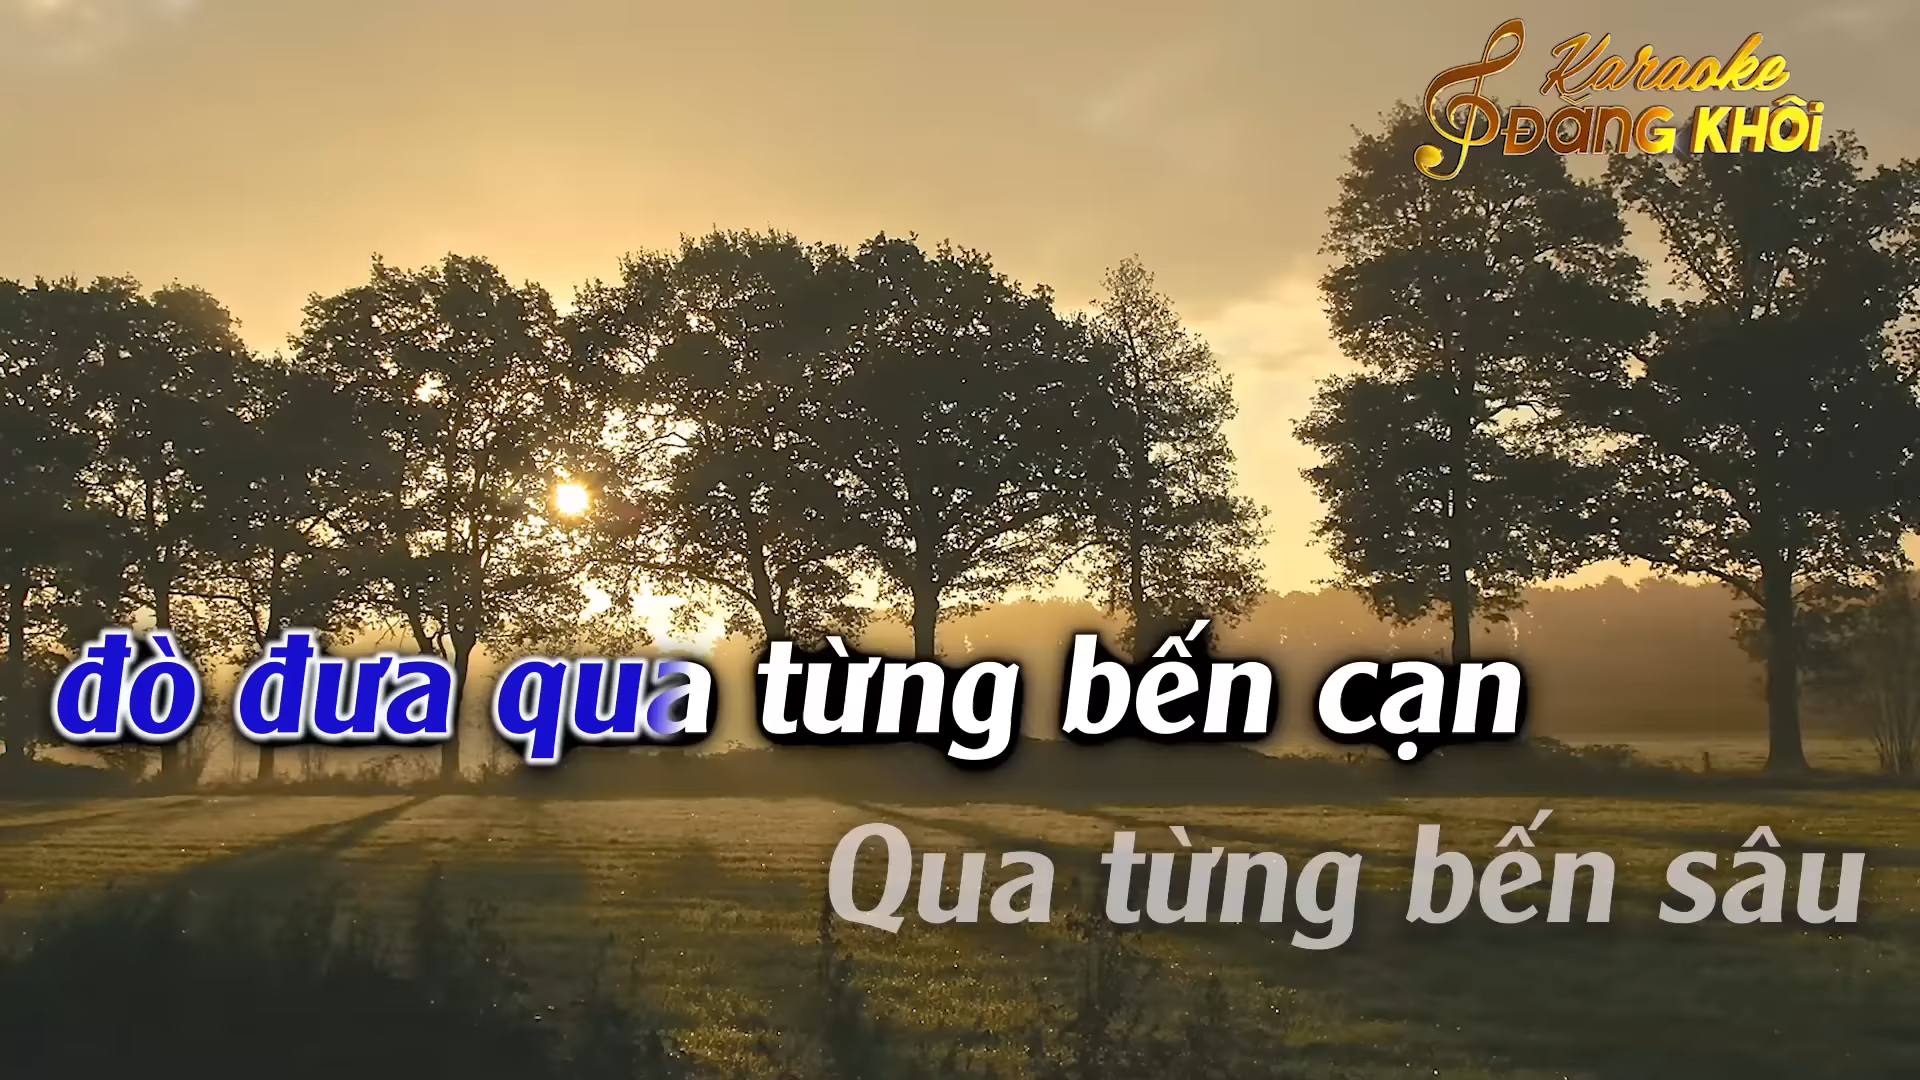 Karaoke
ĐĂNG KHÔI
đò đưa qua từng bến cạn
Qua từng bến sâu